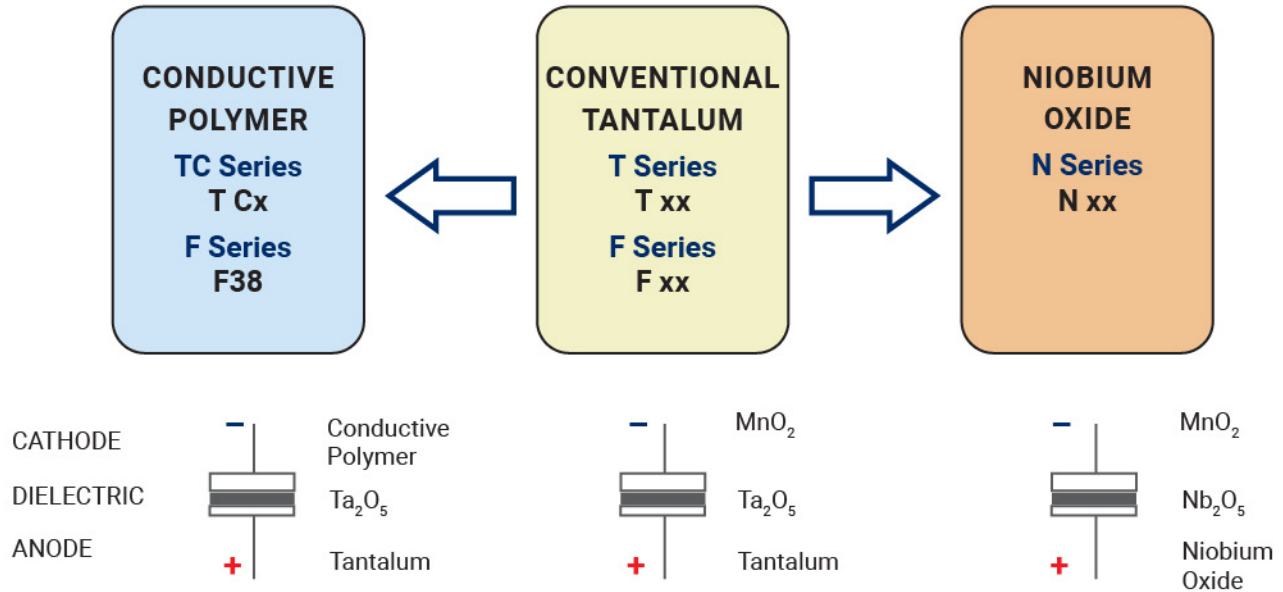 CONDUCTIVE
POLYMER
TC Series
T Cx
F Series
F38
CONVENTIONAL
TANTALUM
T Series
T xx
F Series
F xx
NIOBIUM
OXIDE
N Series
N xx
CATHODE
−
Conductive
Polymer
−
MnO₂
−
MnO₂
DIELECTRIC
Ta₂O₅
Ta₂O₅
Nb₂O₅
ANODE
+
Tantalum
+
Tantalum
+
Niobium
Oxide